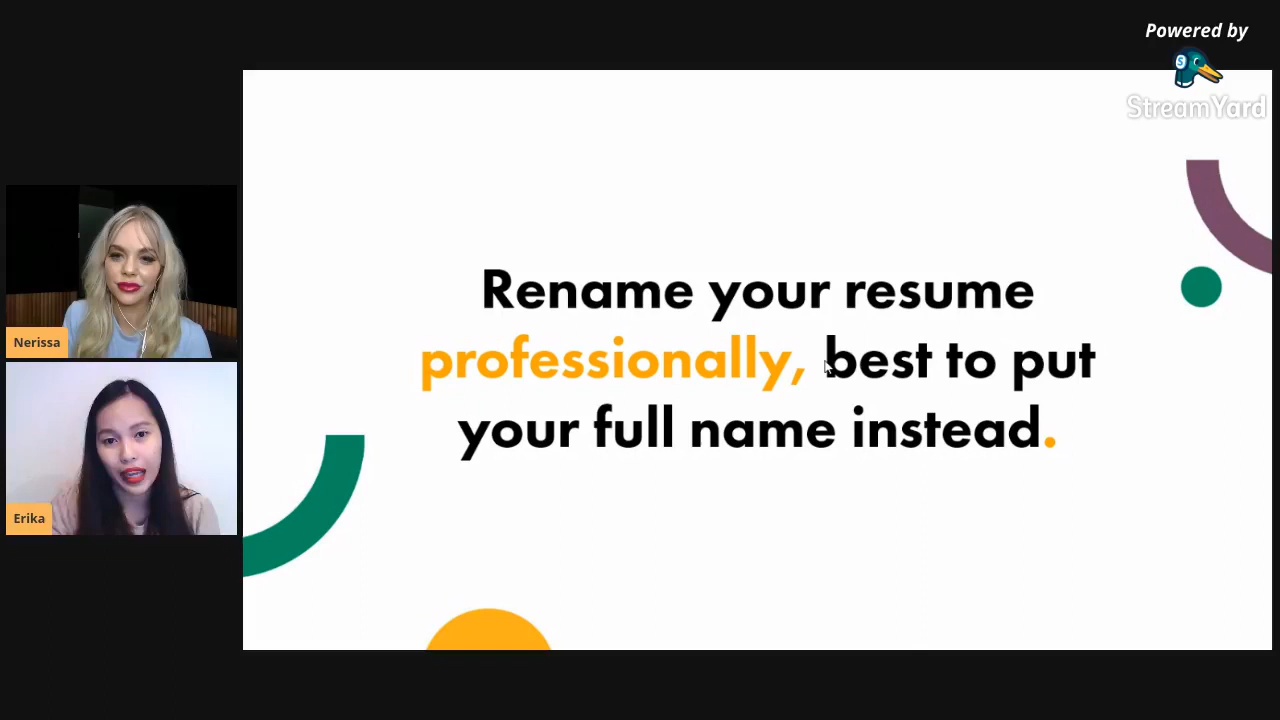 Powered by
StreamYard
Rename your resume
professionally, best to put
your full name instead.
Nerissa
Erika